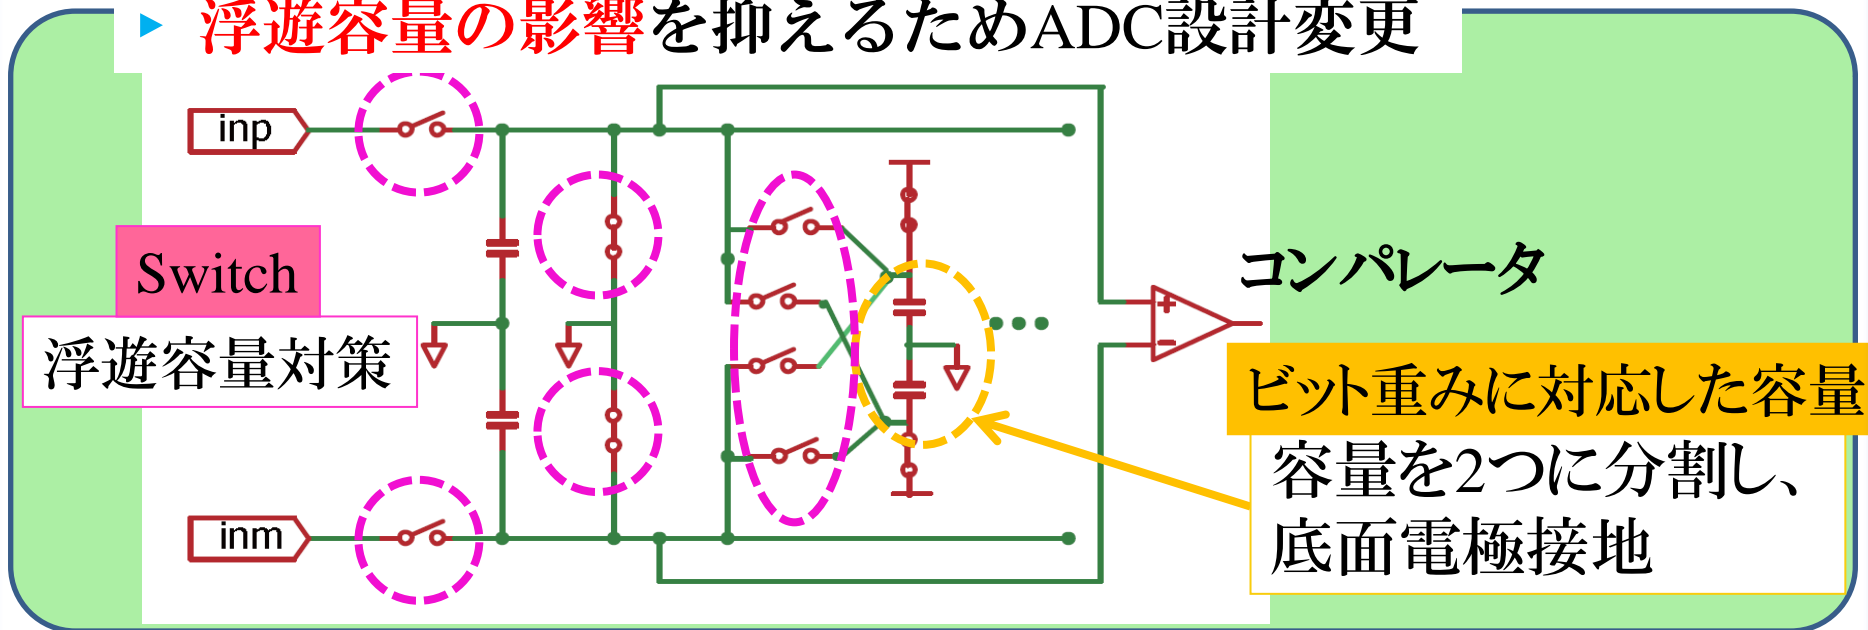 浮遊容量の影響を抑えるためADC設計変更
inp
Switch
浮遊容量対策
コンパレータ
ビット重みに対応した容量
容量を2つに分割し、
底面電極接地
inm